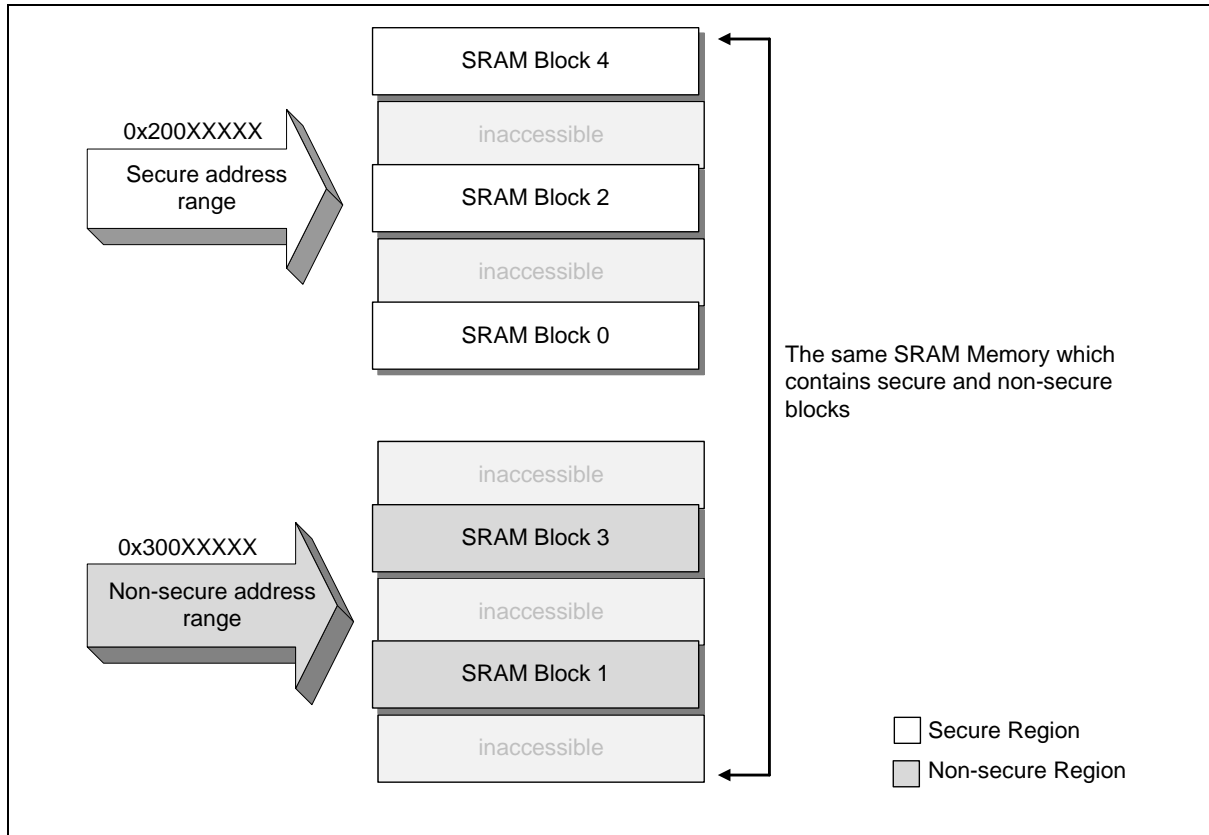 SRAM Block 4
0x200XXXXX
inaccessible
Secure address
range
SRAM Block 2
inaccessible
SRAM Block 0
The same SRAM Memory which
contains secure and non-secure
blocks
inaccessible
0x300XXXXX
SRAM Block 3
Non-secure address
range
inaccessible
SRAM Block 1
inaccessible
Secure Region
Non-secure Region